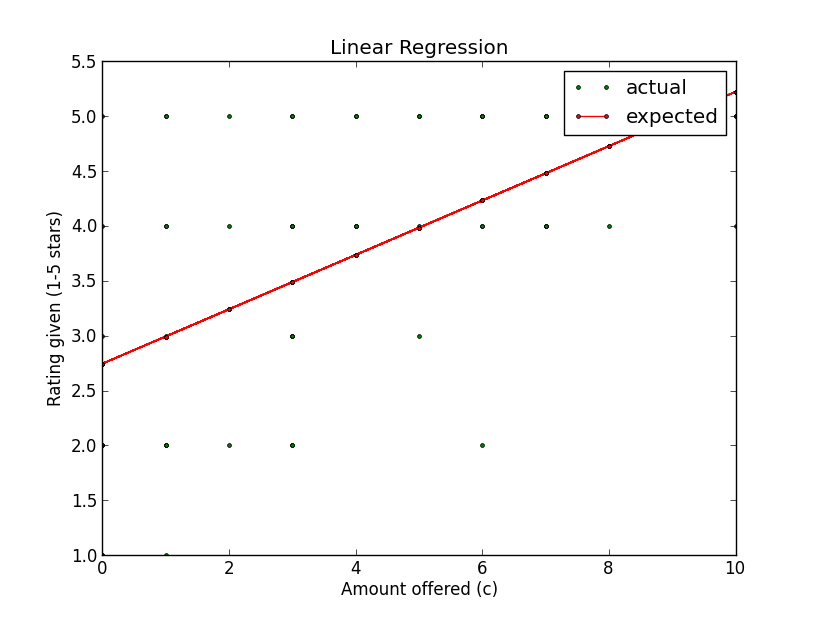 Linear Regression
actual
expected
5.5
5.0
4.5
4.0
3.5
3.0
2.5
2.0
1.5
1.0
Rating given (1-5 stars)
0 2 4 6 8 10
Amount offered (c)